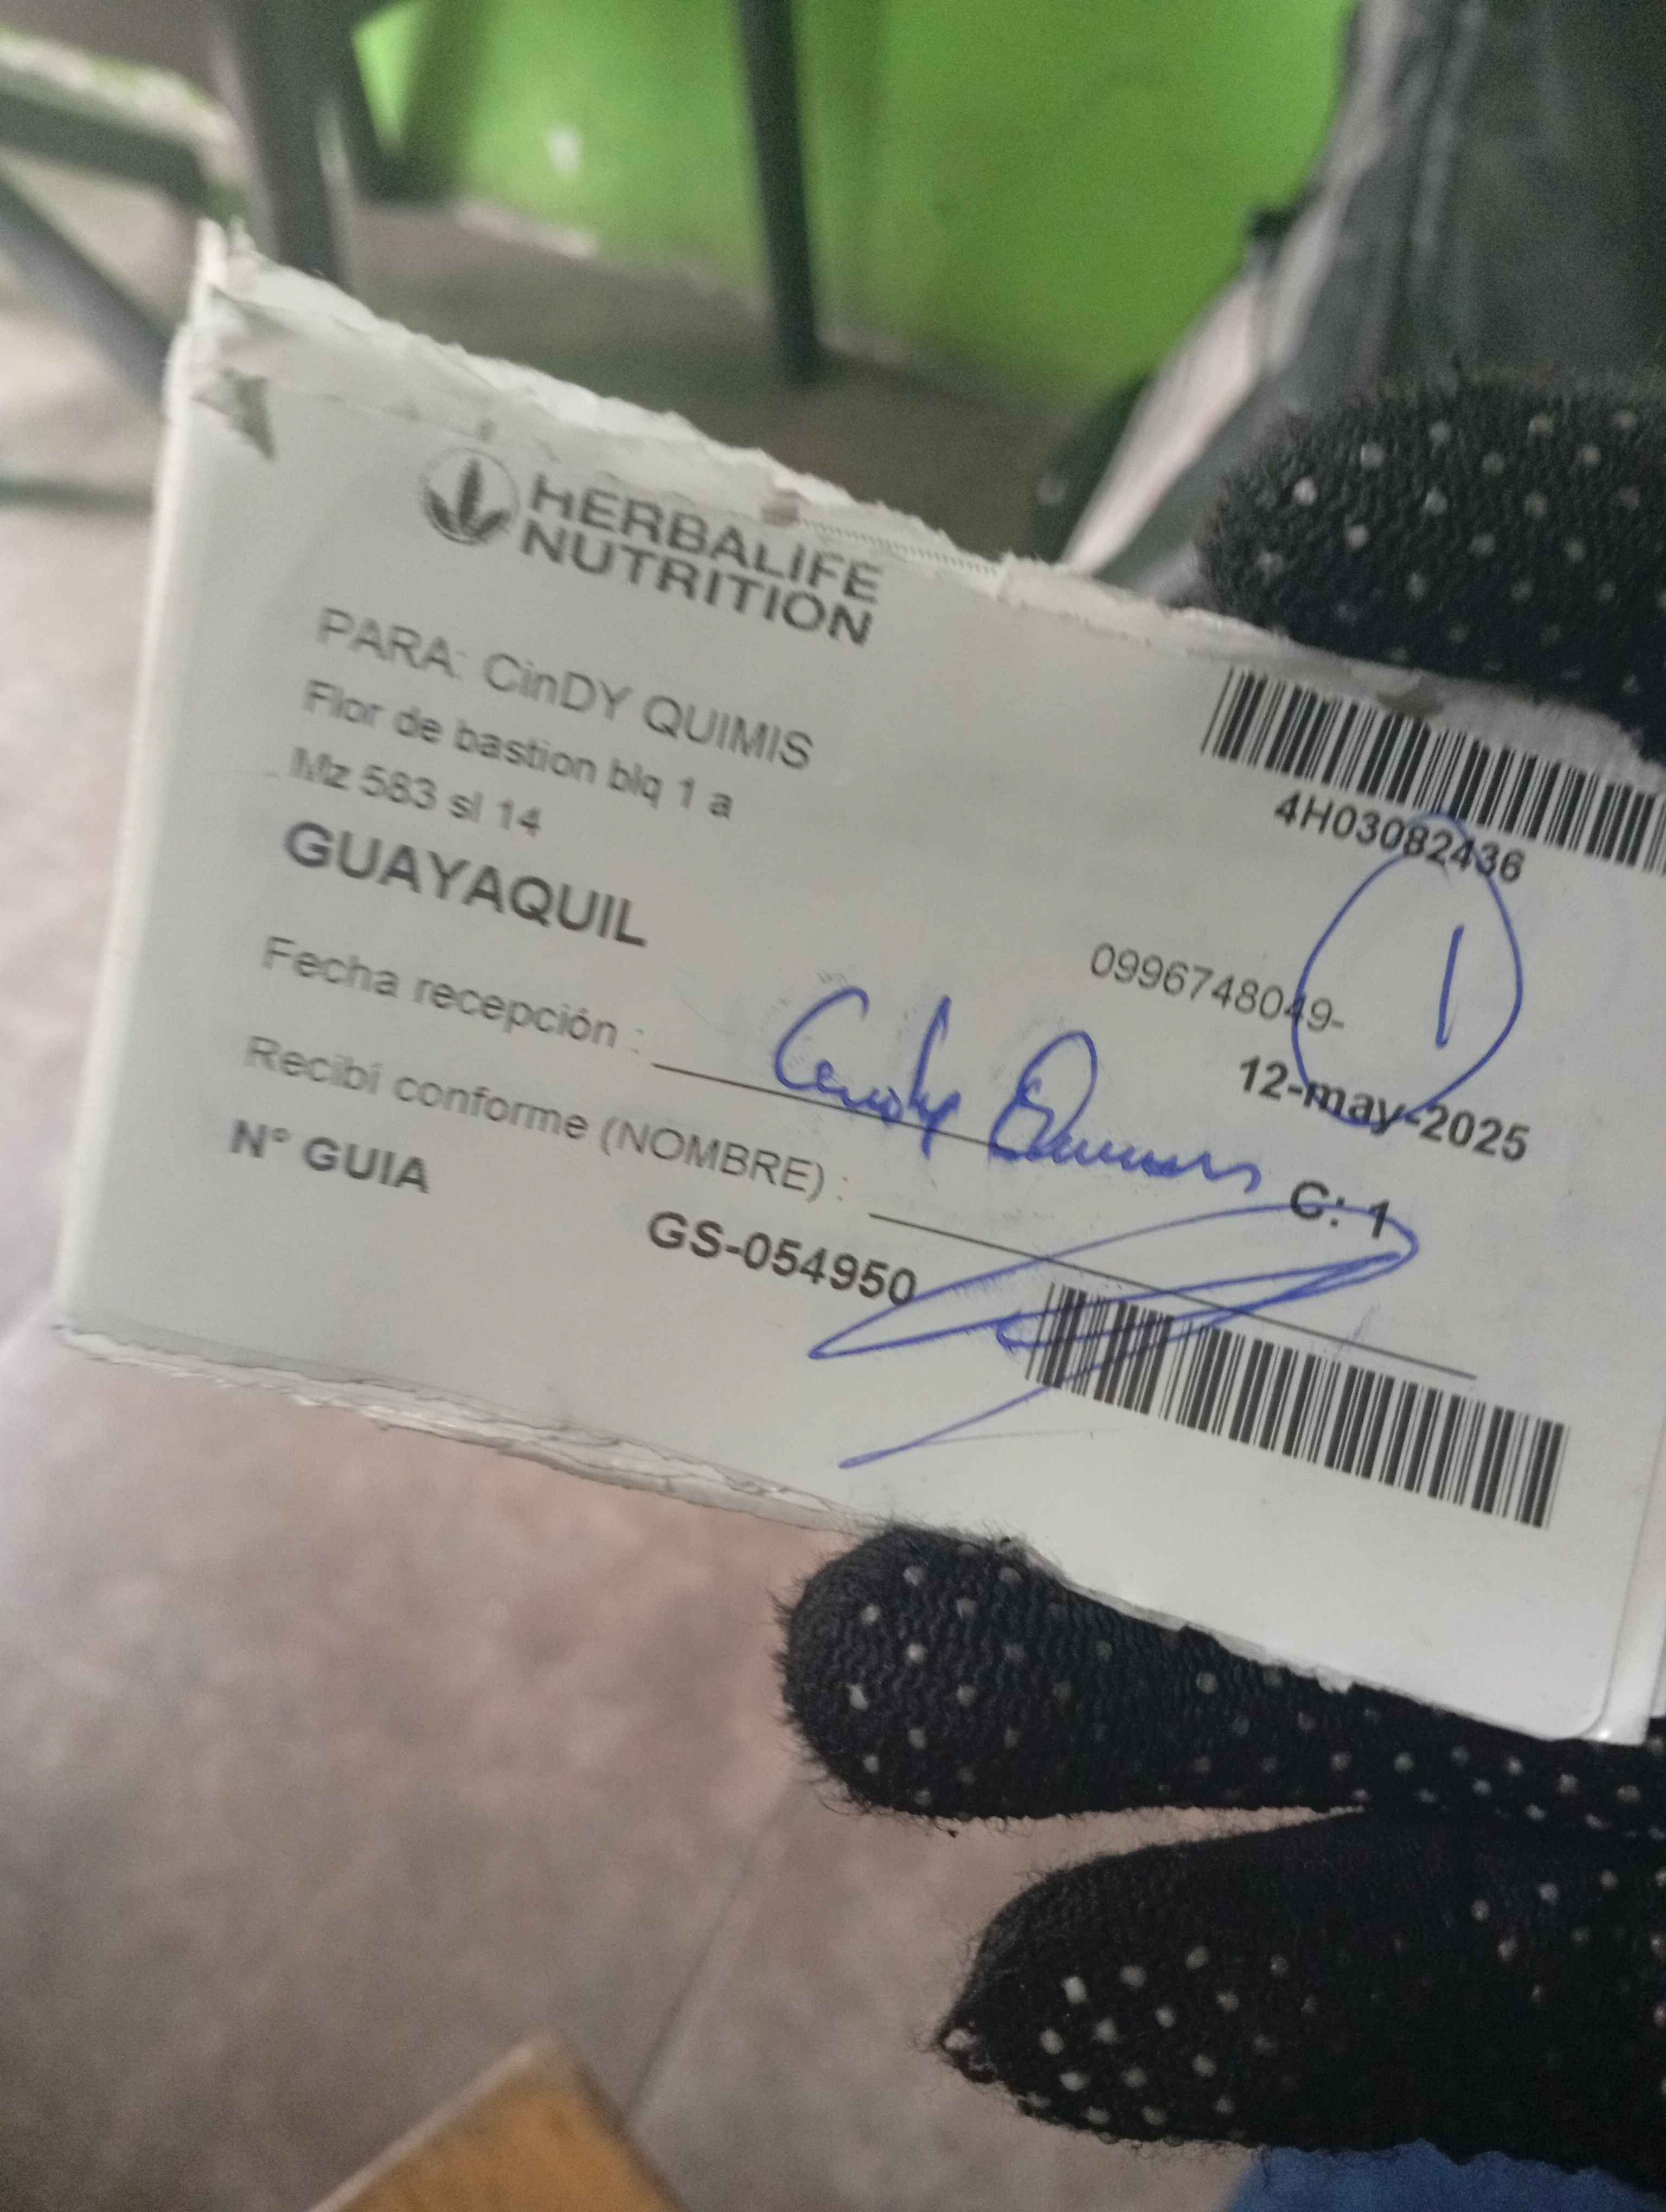 HERBALIFE
NUTRITION
PARA: CinDY QUIMIS
Flor de bastion blq 1 a
Mz 583 sl 14
GUAYAQUIL
4H03082436
0996748049-
1
12-may-2025
Fecha recepción :
Recibí conforme (NOMBRE) :
C: 1
N° GUIA
GS-054950